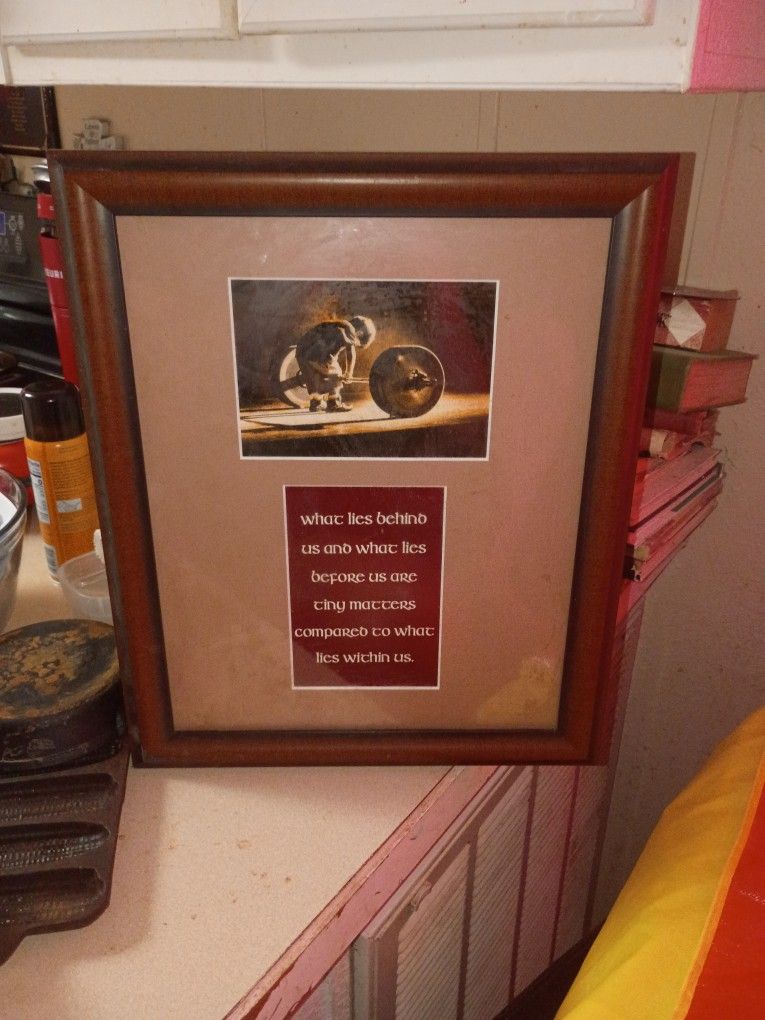 what lies behind
us and what lies
before us are
tiny matters
compared to what
lies within us.